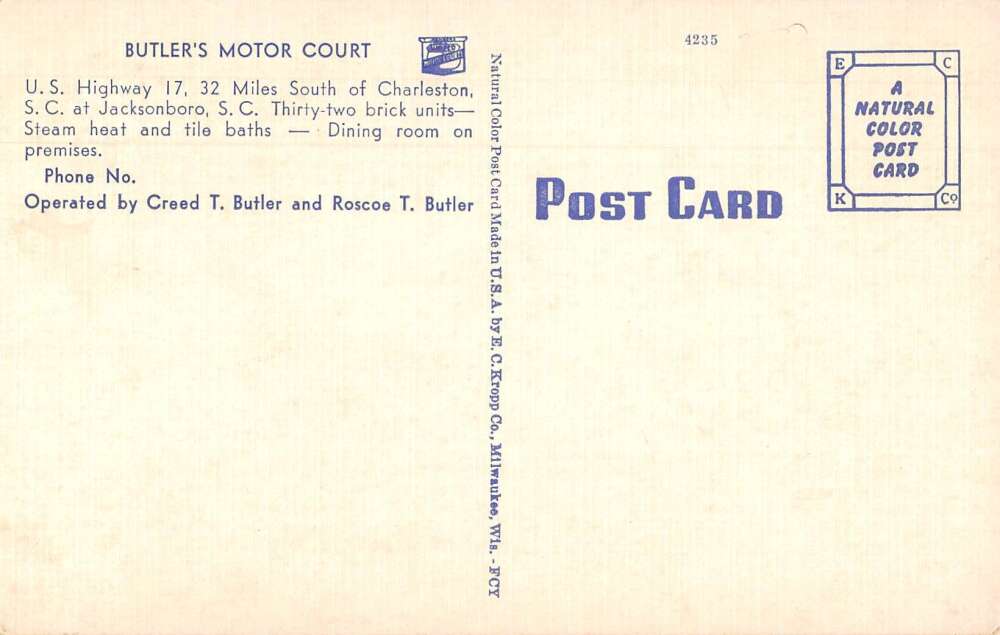 BUTLER'S MOTOR COURT
U. S. Highway 17, 32 Miles South of Charleston,
S. C. at Jacksonboro, S. C. Thirty-two brick units—
Steam heat and tile baths — Dining room on
premises.
Phone No.
Operated by Creed T. Butler and Roscoe T. Butler
Natural Color Post Card Made in U.S.A. by E. C. Kropp Co., Milwaukee, Wis. - FCY
4235
POST CARD
E C
A
NATURAL
COLOR
POST
CARD
K Co